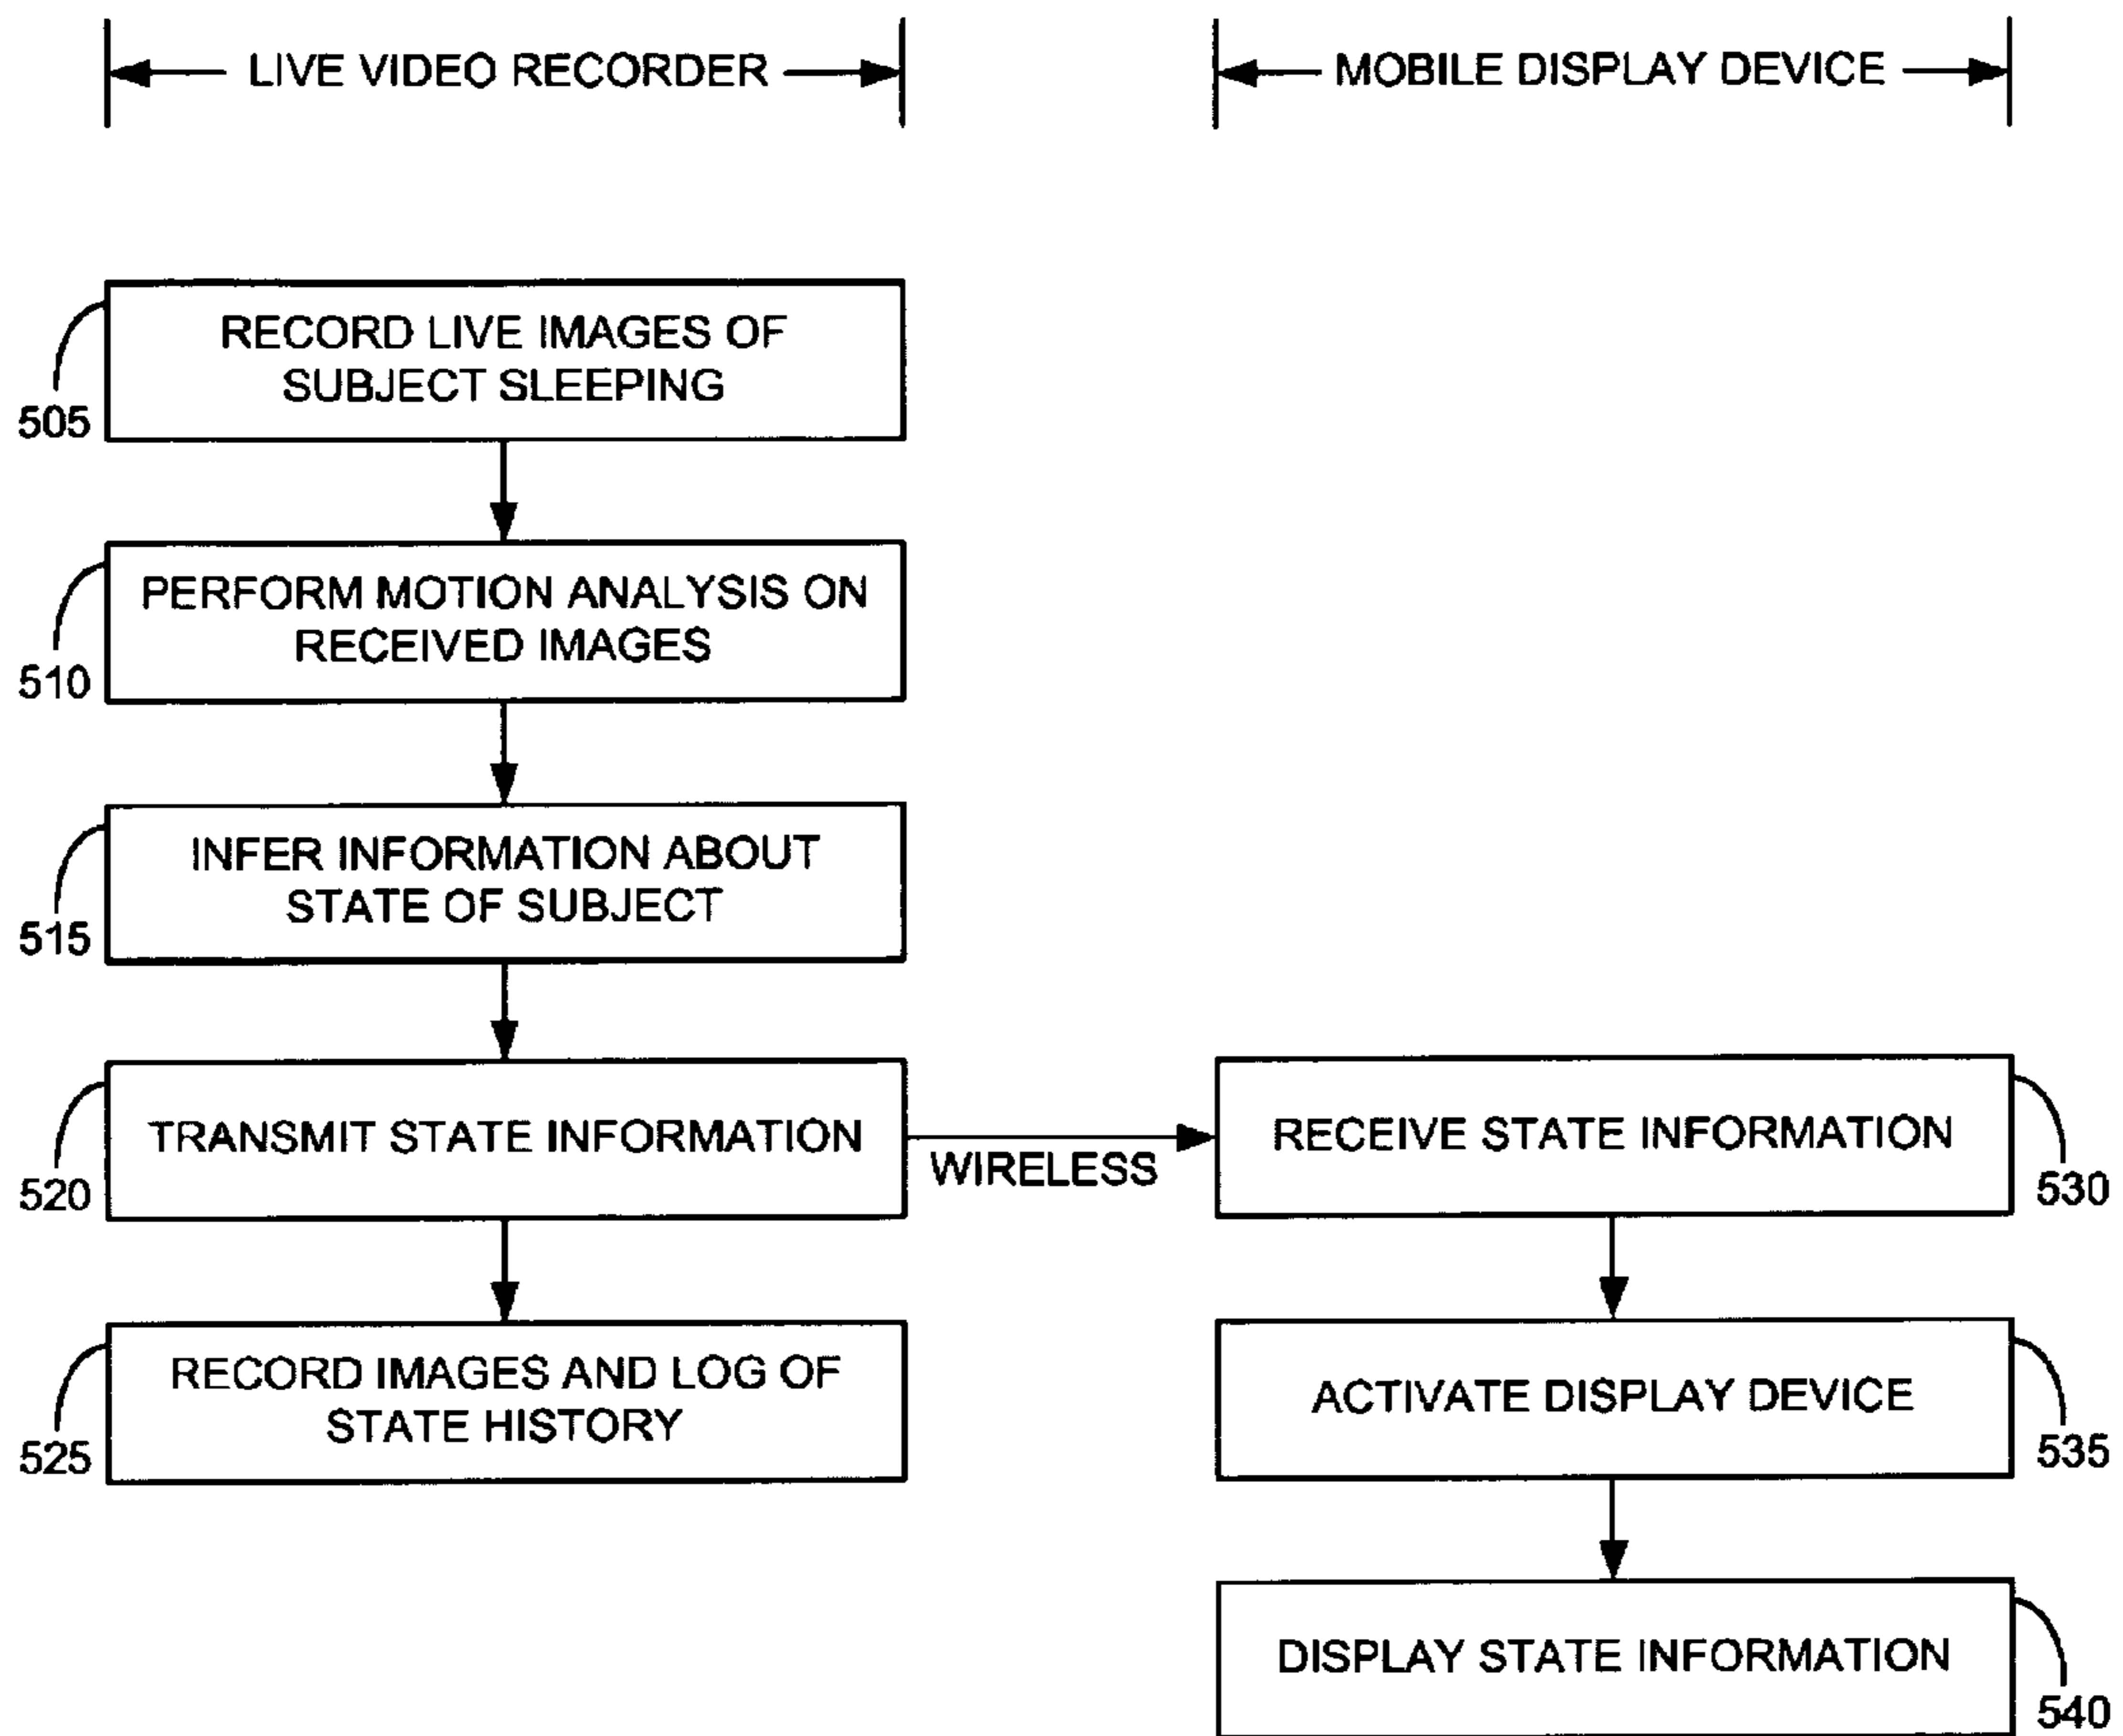 LIVE VIDEO RECORDER
MOBILE DISPLAY DEVICE
RECORD LIVE IMAGES OF
SUBJECT SLEEPING
505
PERFORM MOTION ANALYSIS ON
RECEIVED IMAGES
510
INFER INFORMATION ABOUT
STATE OF SUBJECT
515
TRANSMIT STATE INFORMATION
520
WIRELESS
RECEIVE STATE INFORMATION
530
RECORD IMAGES AND LOG OF
STATE HISTORY
525
ACTIVATE DISPLAY DEVICE
535
DISPLAY STATE INFORMATION
540